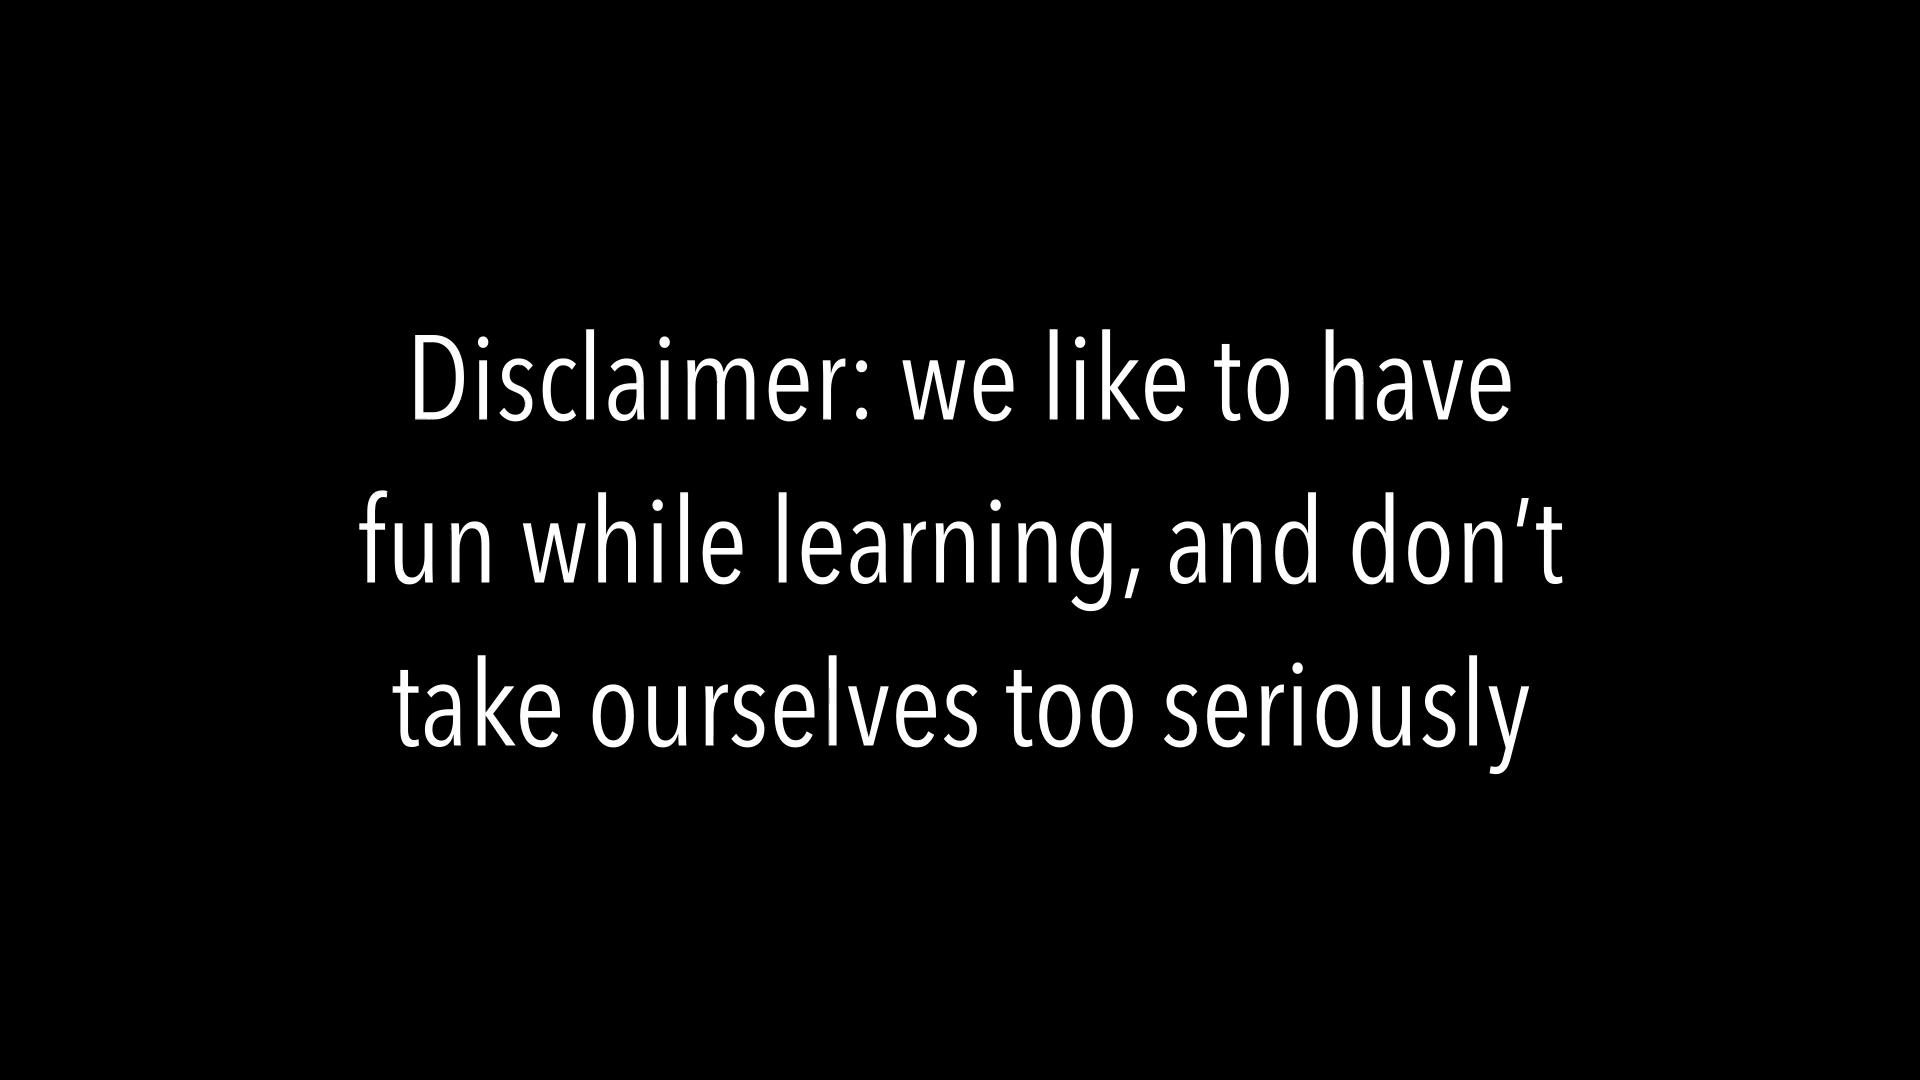 Disclaimer: we like to have
fun while learning, and don’t
take ourselves too seriously